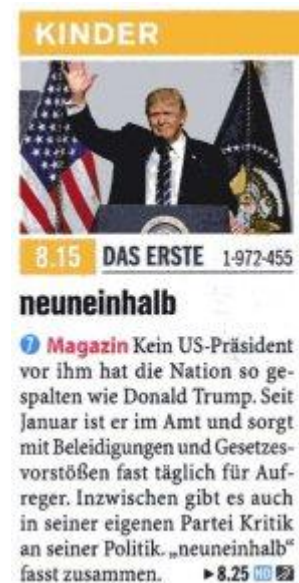 KINDER
8.15 DAS ERSTE 1-972-455
neuneinhalb
7 Magazin Kein US-Präsident
vor ihm hat die Nation so ge-
spalten wie Donald Trump. Seit
Januar ist er im Amt und sorgt
mit Beleidigungen und Gesetzes-
vorstößen fast täglich für Auf-
reger. Inzwischen gibt es auch
in seiner eigenen Partei Kritik
an seiner Politik. „neuneinhalb“
fasst zusammen. ►8.25 HD